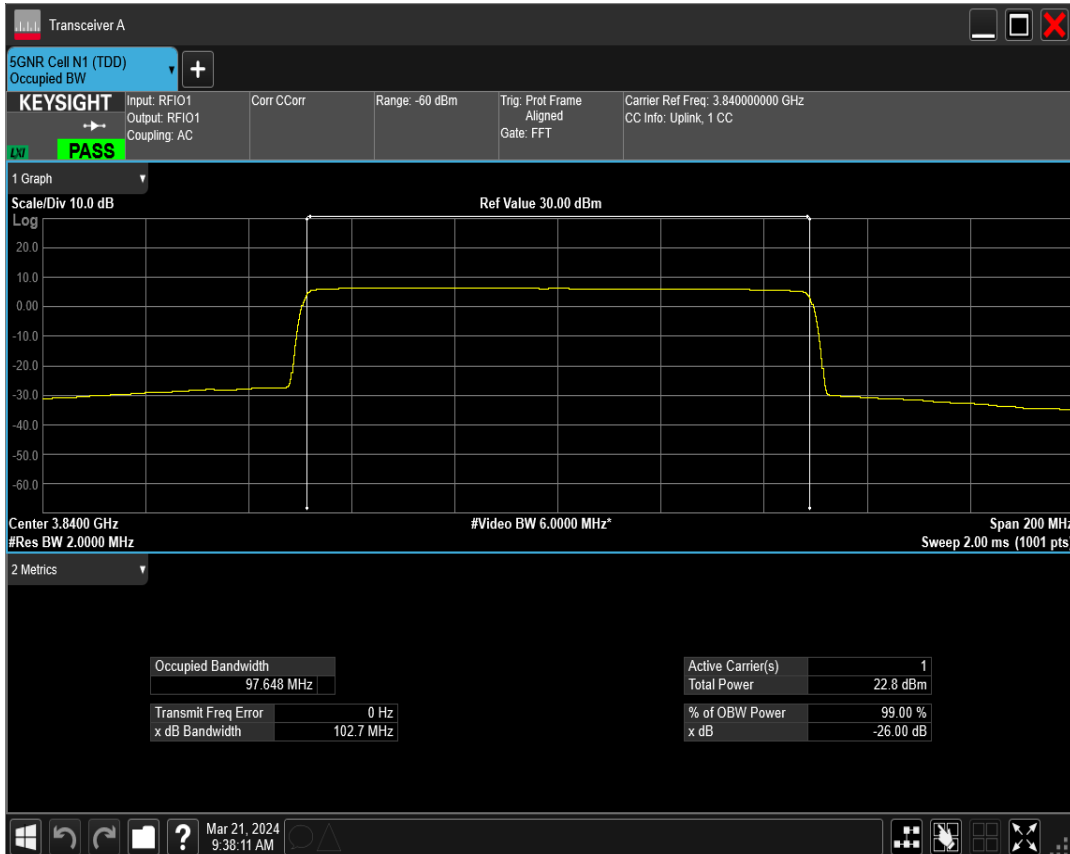 Transceiver A
5GNR Cell N1 (TDD)
Occupied BW
KEYSIGHT
LXI
PASS
Input: RFIO1
Output: RFIO1
Coupling: AC
Corr CCorr
Range: -60 dBm
Trig: Prot Frame
Aligned
Gate: FFT
Carrier Ref Freq: 3.840000000 GHz
CC Info: Uplink, 1 CC
1 Graph
Scale/Div 10.0 dB
Ref Value 30.00 dBm
Log
20.0
10.0
0.00
-10.0
-20.0
-30.0
-40.0
-50.0
-60.0
Center 3.8400 GHz
#Video BW 6.0000 MHz*
Span 200 MHz
#Res BW 2.0000 MHz
Sweep 2.00 ms (1001 pts)
2 Metrics
Occupied Bandwidth
97.648 MHz
Transmit Freq Error 0 Hz
x dB Bandwidth 102.7 MHz
Active Carrier(s) 1
Total Power 22.8 dBm
% of OBW Power 99.00 %
x dB -26.00 dB
?
Mar 21, 2024
9:38:11 AM